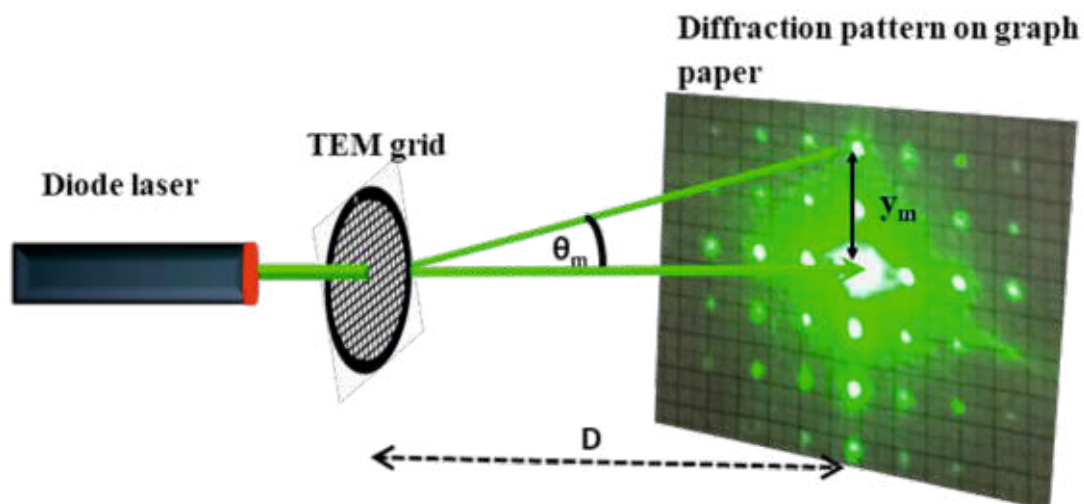 Diffraction pattern on graph
paper
TEM grid
Diode laser
yₘ
θₘ
D